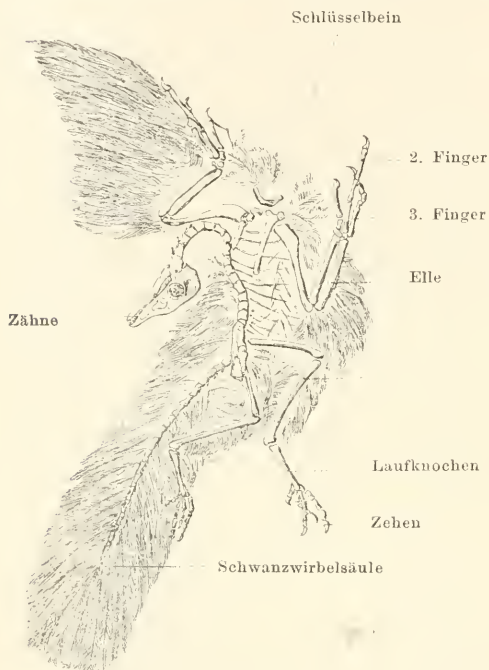 Schlüsselbein
2. Finger
3. Finger
Elle
Zähne
Laufknochen
Zehen
Schwanzwirbelsäule